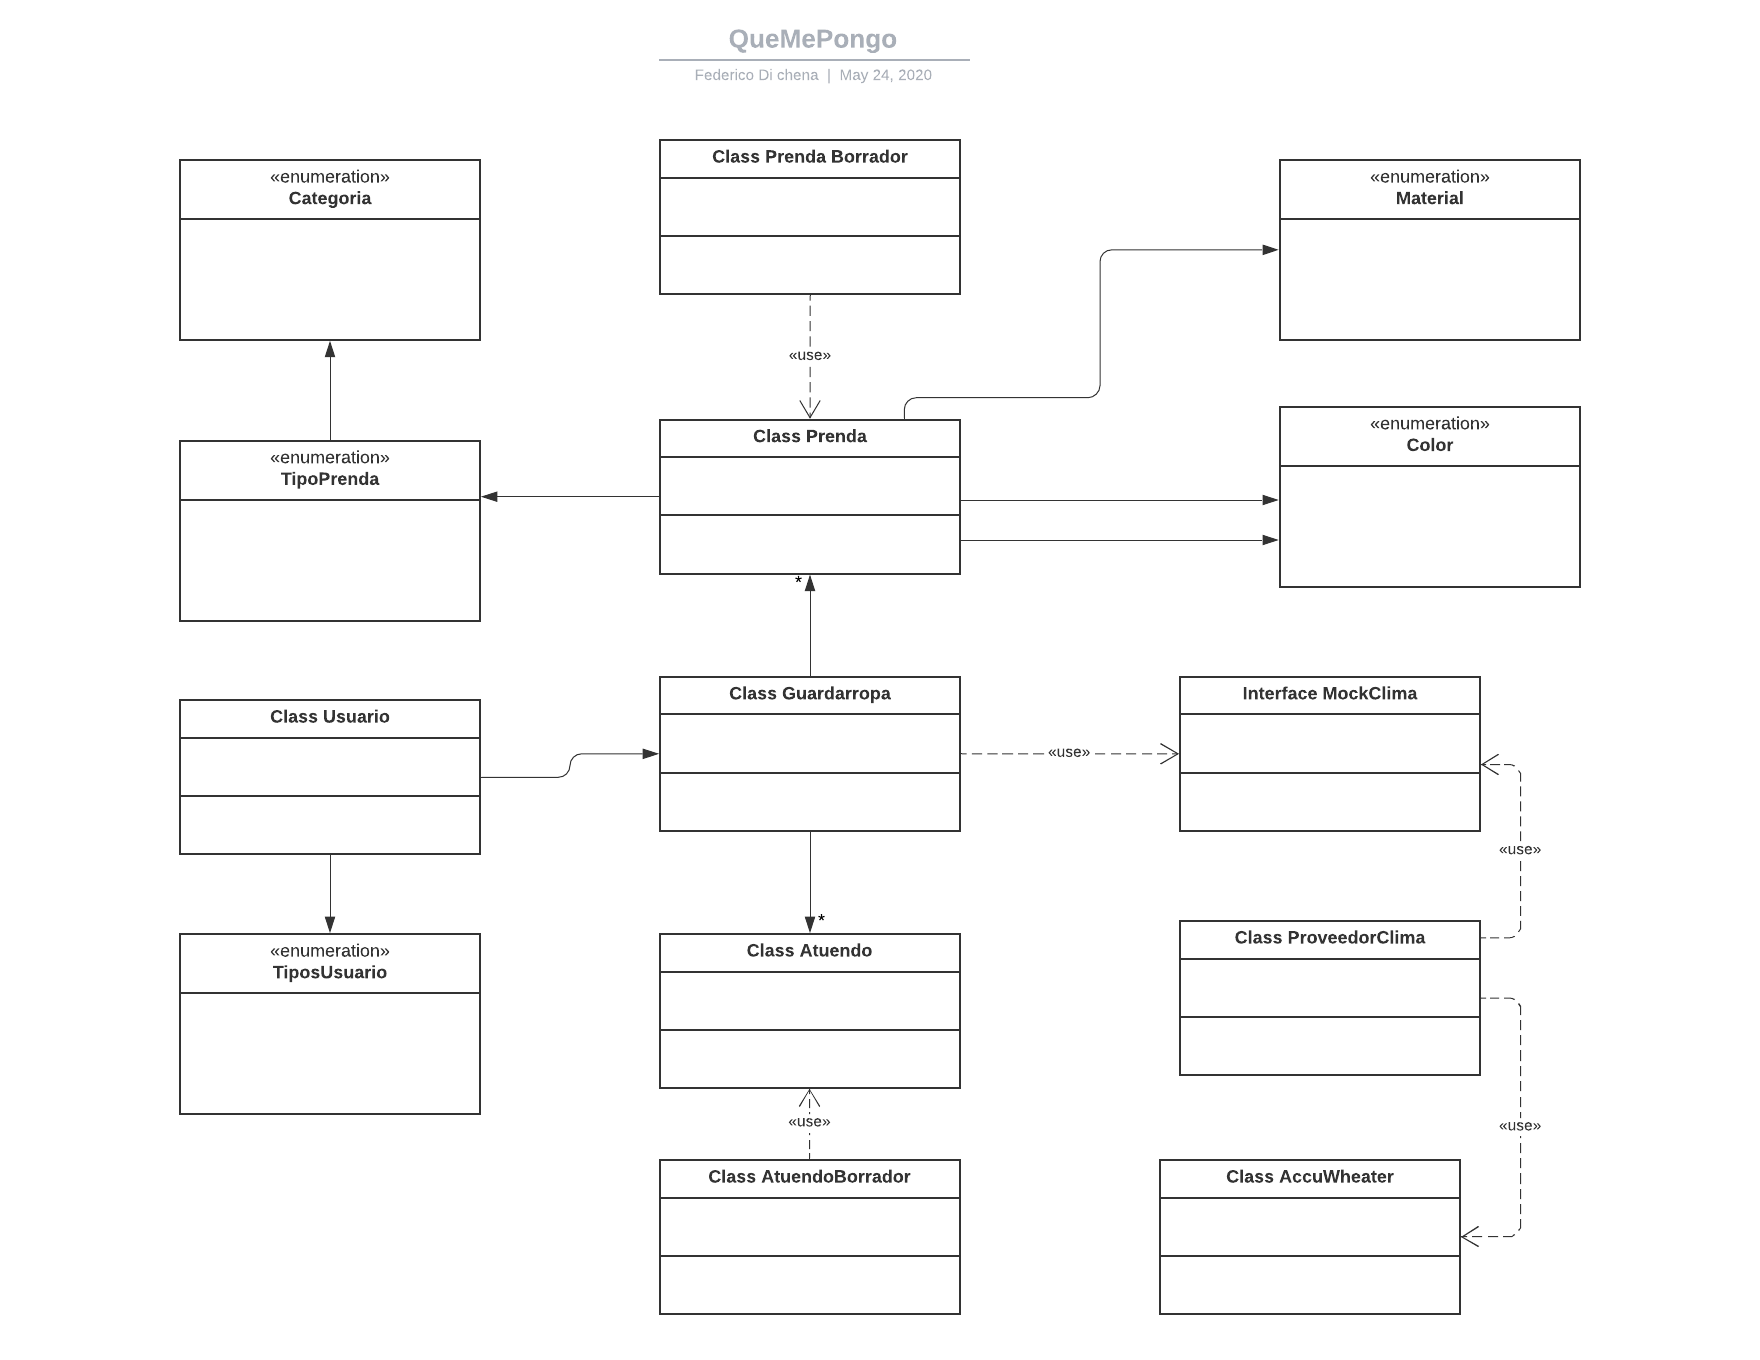 QueMePongo
Federico Di chena | May 24, 2020
Class Prenda Borrador
«enumeration»
Categoria
«enumeration»
Material
«use»
«enumeration»
Color
Class Prenda
«enumeration»
TipoPrenda
*
Class Guardarropa
Interface MockClima
Class Usuario
«use»
«use»
*
Class ProveedorClima
«enumeration»
TiposUsuario
Class Atuendo
«use»
«use»
Class AtuendoBorrador
Class AccuWheater